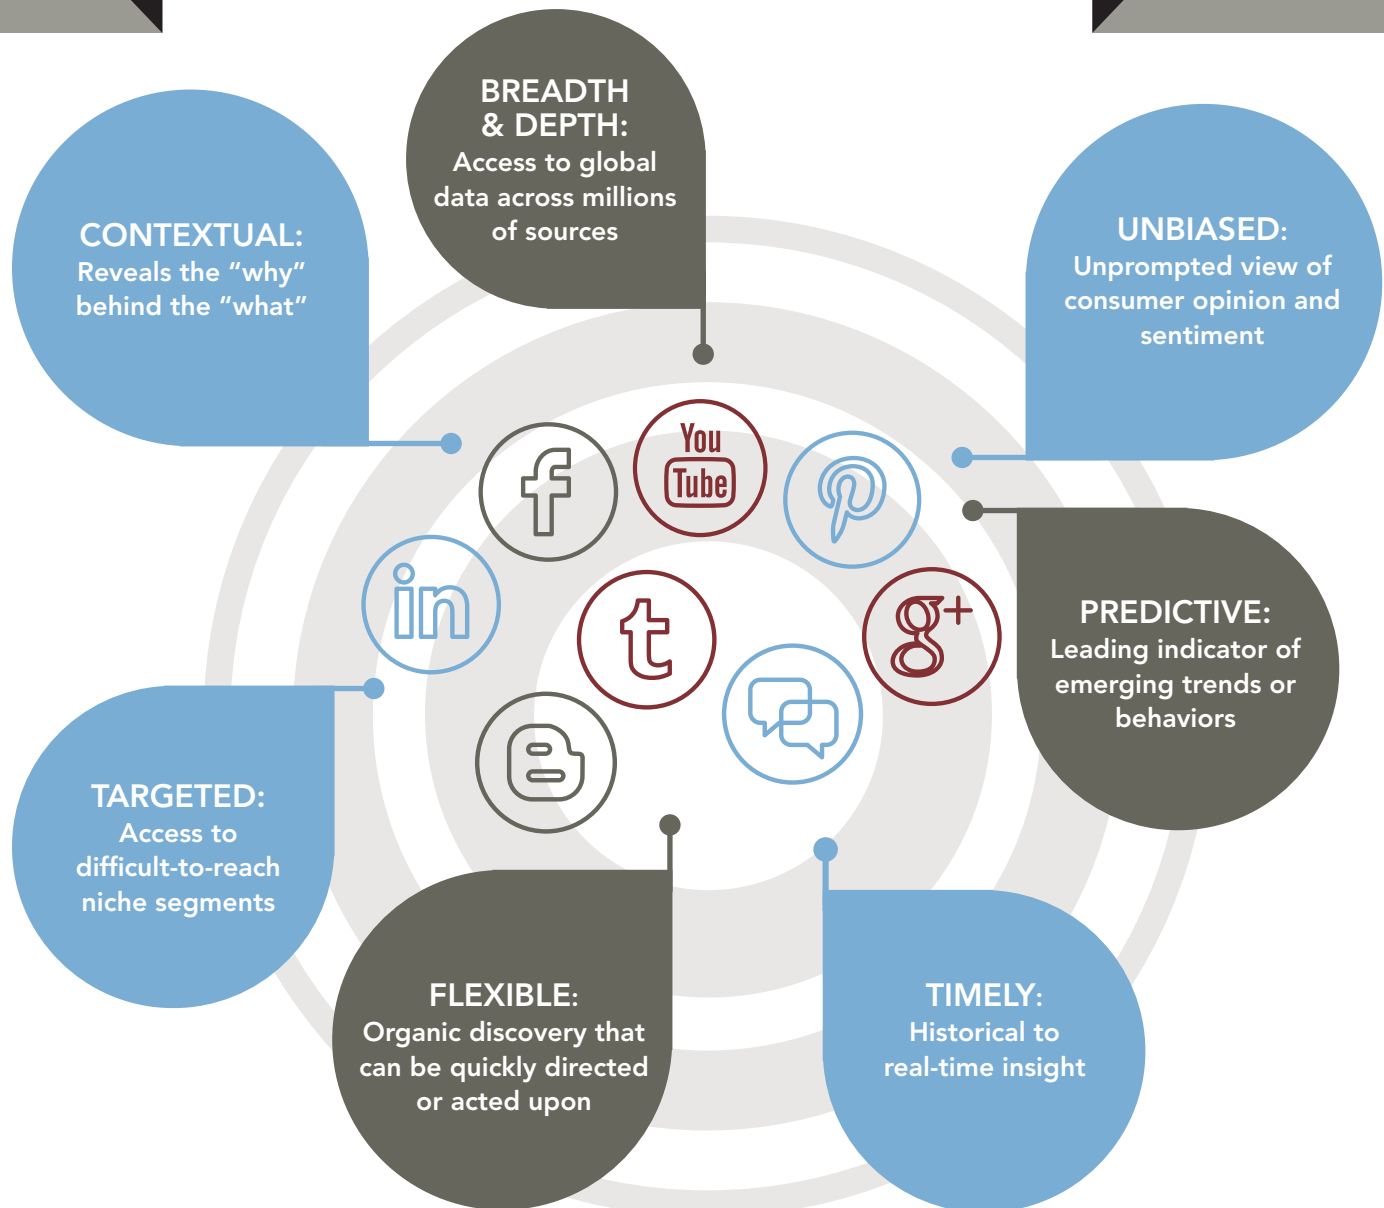 BREADTH
& DEPTH:
Access to global
data across millions
of sources
CONTEXTUAL:
Reveals the “why”
behind the “what”
UNBIASED:
Unprompted view of
consumer opinion and
sentiment
You
Tube
f
in
t
g+
PREDICTIVE:
Leading indicator of
emerging trends or
behaviors
TARGETED:
Access to
difficult-to-reach
niche segments
FLEXIBLE:
Organic discovery that
can be quickly directed
or acted upon
TIMELY:
Historical to
real-time insight